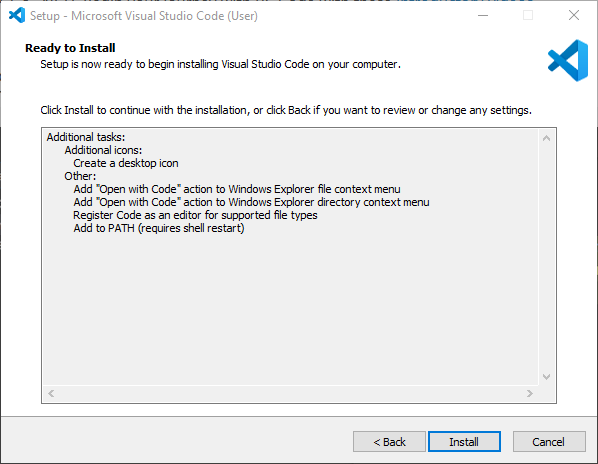 Setup - Microsoft Visual Studio Code (User)
Ready to Install
Setup is now ready to begin installing Visual Studio Code on your computer.
Click Install to continue with the installation, or click Back if you want to review or change any settings.
Additional tasks:
Additional icons:
Create a desktop icon
Other:
Add "Open with Code" action to Windows Explorer file context menu
Add "Open with Code" action to Windows Explorer directory context menu
Register Code as an editor for supported file types
Add to PATH (requires shell restart)
< Back
Install
Cancel